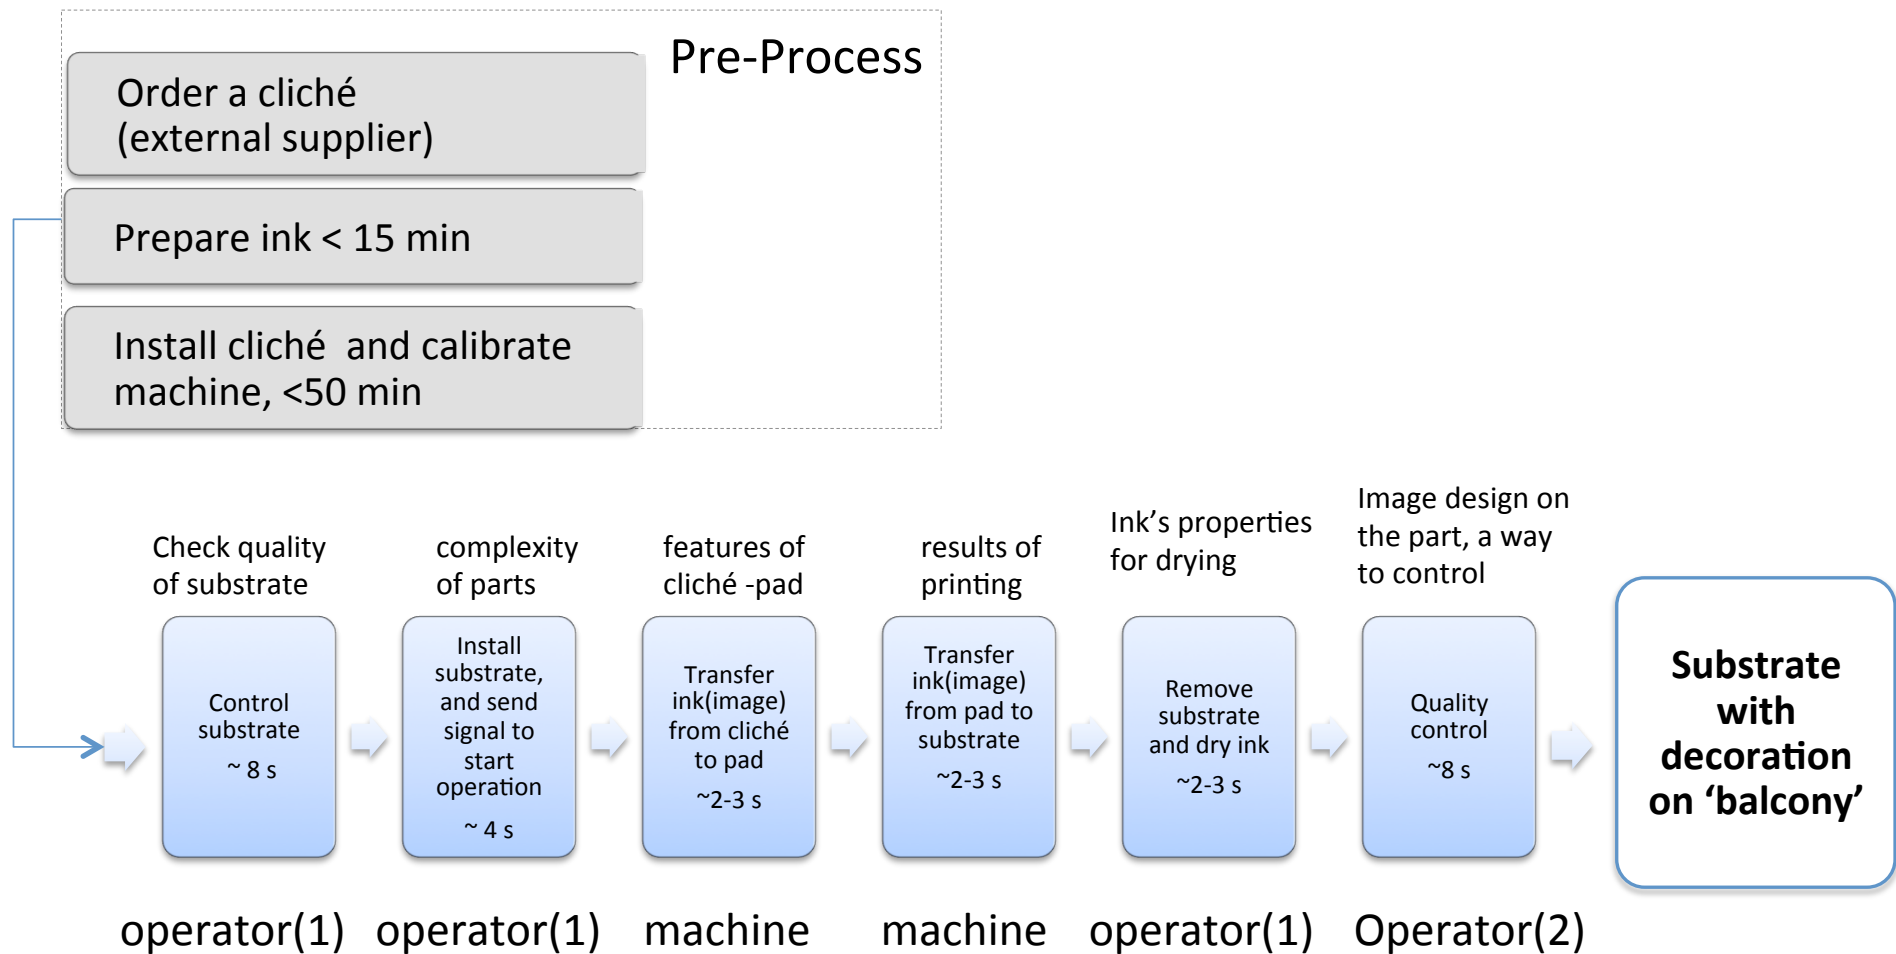 Pre-Process
Order a cliché
(external supplier)
Prepare ink < 15 min
Install cliché  and calibrate
machine, <50 min
Check quality
of substrate
complexity
of parts
features of
cliché -pad
results of
printing
Ink’s properties
for drying
Image design on
the part, a way
to control
Control
substrate
~ 8 s
Install
substrate,
and send
signal to
start
operation
~ 4 s
Transfer
ink(image)
from cliché
to pad
~2-3 s
Transfer
ink(image)
from pad to
substrate
~2-3 s
Remove
substrate
and dry ink
~2-3 s
Quality
control
~8 s
Substrate
with
decoration
on ‘balcony’
operator(1)
operator(1)
machine
machine
operator(1)
Operator(2)